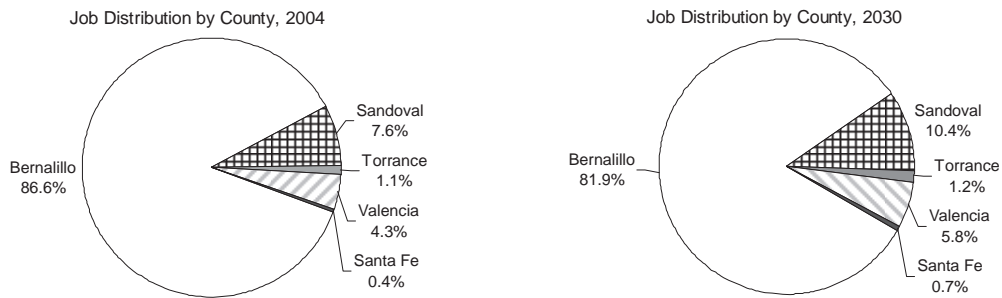 Job Distribution by County, 2004
Sandoval
7.6%
Bernalillo
86.6%
Torrance
1.1%
Valencia
4.3%
Santa Fe
0.4%
Job Distribution by County, 2030
Sandoval
10.4%
Bernalillo
81.9%
Torrance
1.2%
Valencia
5.8%
Santa Fe
0.7%